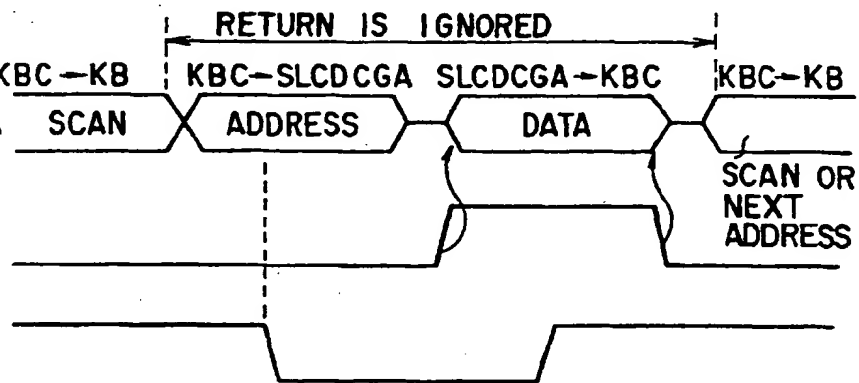 RETURN IS IGNORED
KBC→KB KBC→SLCDCGA SLCDCGA→KBC KBC→KB
SCAN ADDRESS DATA
SCAN OR
NEXT
ADDRESS